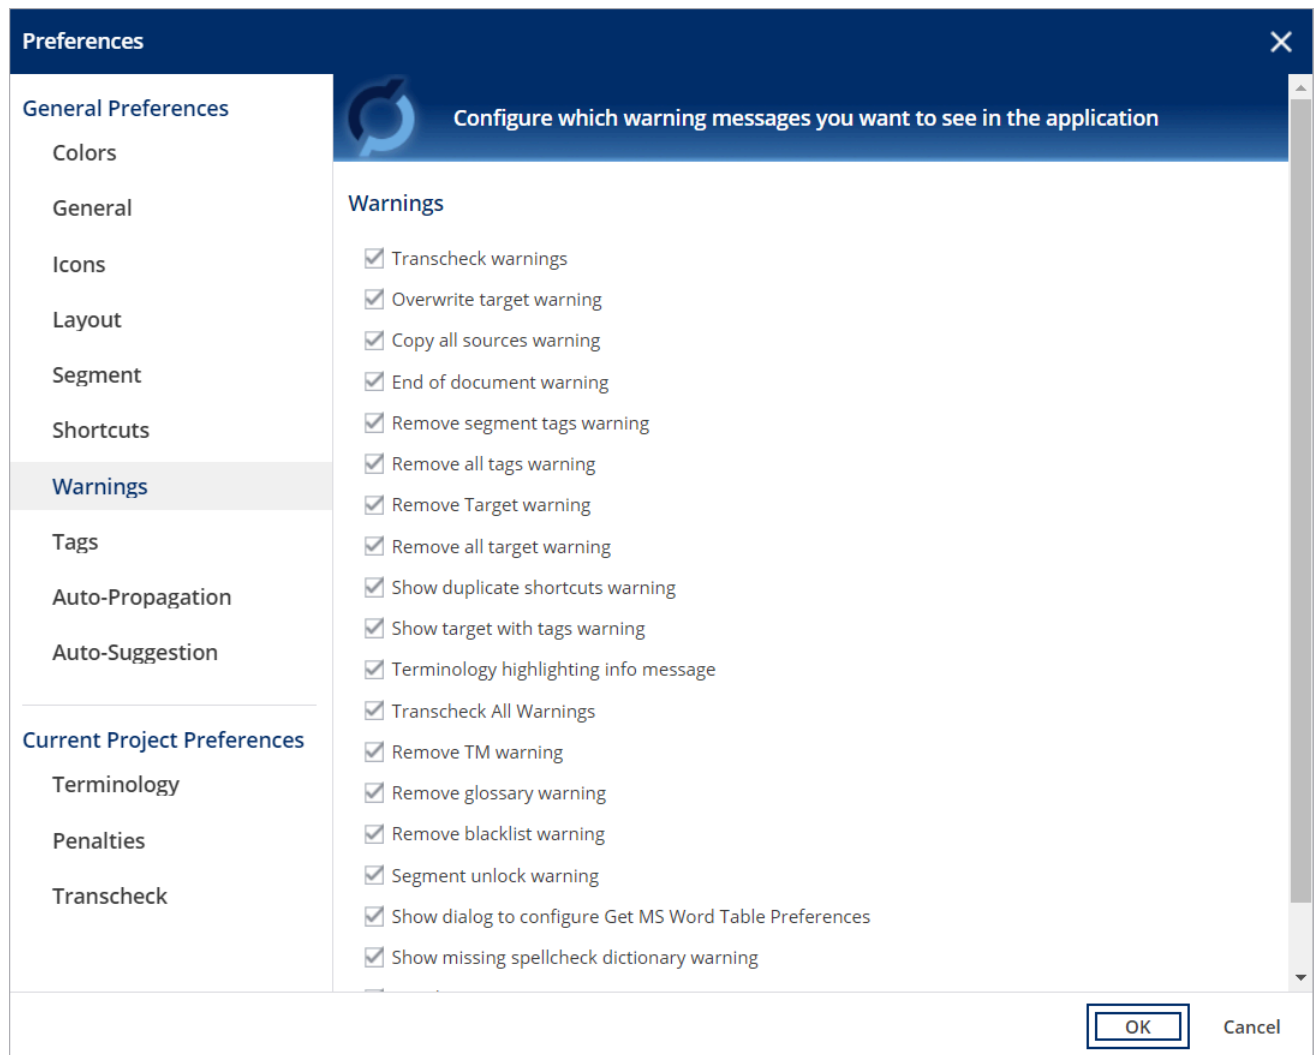 Preferences
General Preferences
Colors
General
Icons
Layout
Segment
Shortcuts
Warnings
Tags
Auto-Propagation
Auto-Suggestion
Current Project Preferences
Terminology
Penalties
Transcheck
Configure which warning messages you want to see in the application
Warnings
Transcheck warnings
Overwrite target warning
Copy all sources warning
End of document warning
Remove segment tags warning
Remove all tags warning
Remove Target warning
Remove all target warning
Show duplicate shortcuts warning
Show target with tags warning
Terminology highlighting info message
Transcheck All Warnings
Remove TM warning
Remove glossary warning
Remove blacklist warning
Segment unlock warning
Show dialog to configure Get MS Word Table Preferences
Show missing spellcheck dictionary warning
OK
Cancel